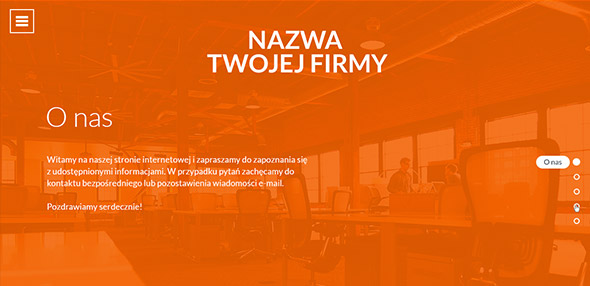 NAZWA
TWOJEJ FIRMY
O nas
Witamy na naszej stronie internetowej i zapraszamy do zapoznania się
z udostępnionymi informacjami. W przypadku pytań zachęcamy do
kontaktu bezpośredniego lub pozostawienia wiadomości e-mail.
Pozdrawiamy serdecznie!
O nas